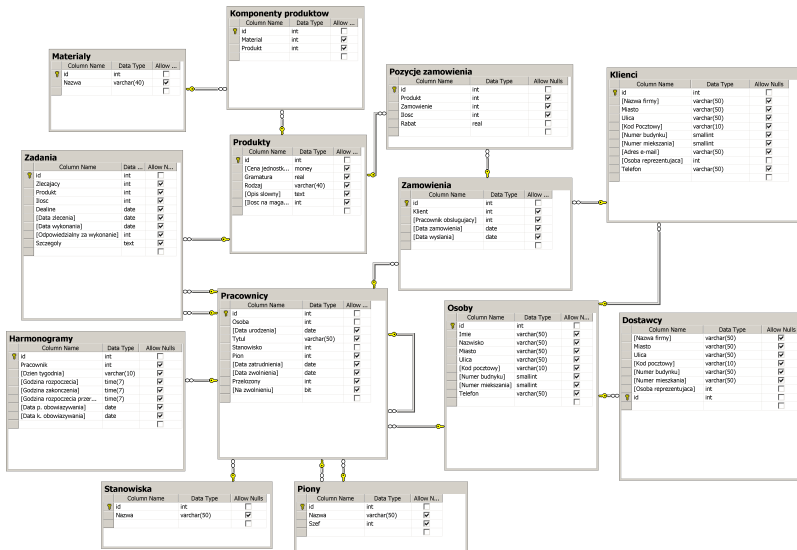 Komponenty produktow
Column Name Data Type Allow ...
id int
Material int
Produkt int
Materialy
Column Name Data Type Allow ...
id int
Nazwa varchar(40)
Pozycje zamowienia
Column Name Data Type Allow Nulls
id int
Produkt int
Zamowienie int
Ilosc int
Rabat real
Klienci
Column Name Data Type Allow Nulls
id int
[Nazwa firmy] varchar(50)
Miasto varchar(50)
Ulica varchar(50)
[Kod Pocztowy] varchar(10)
[Numer budynku] smallint
[Numer miekszania] smallint
[Adres e-mail] varchar(50)
[Osoba reprezentujaca] int
Telefon varchar(50)
Produkty
Column Name Data Type Allow ...
id int
[Cena jednostk... money
Gramatura real
Rodzaj varchar(40)
[Opis slowny] text
[Ilosc na maga... int
Zadania
Column Name Data ... Allow N...
id int
Zlecajacy int
Produkt int
Ilosc int
Dealine date
[Data zlecenia] date
[Data wykonania] date
[Odpowiedzialny za wykonanie] int
Szczegoly text
Zamowienia
Column Name Data Type Allow ...
id int
Klient int
[Pracownik obslugujacy] int
[Data zamowienia] date
[Data wyslania] date
Pracownicy
Column Name Data Type Allow ...
id int
Osoba int
[Data urodzenia] date
Tytul varchar(50)
Stanowisko int
Pion int
[Data zatrudnienia] date
[Data zwolnienia] date
Przelozony int
[Na zwolnieniu] bit
Osoby
Column Name Data Type Allow N...
id int
Imie varchar(50)
Nazwisko varchar(50)
Miasto varchar(50)
Ulica varchar(50)
[Kod pocztowy] varchar(10)
[Numer budnyku] smallint
[Numer miekszania] smallint
Telefon varchar(50)
Dostawcy
Column Name Data Type Allow Nulls
[Nazwa firmy] varchar(50)
Miasto varchar(50)
Ulica varchar(50)
[Kod pocztowy] varchar(10)
[Numer budynku] varchar(50)
[Numer mieszkania] varchar(50)
[Osoba reprezentujaca] int
id int
Harmonogramy
Column Name Data Type Allow Nulls
id int
Pracownik int
[Dzien tygodnia] varchar(10)
[Godzina rozpoczecia] time(7)
[Godzina zakonczenia] time(7)
[Godzina rozpoczecia przer... time(7)
[Data p. obowiazywania] date
[Data k. obowiazywania] date
Stanowiska
Column Name Data Type Allow Nulls
id int
Nazwa varchar(50)
Piony
Column Name Data Type Allow N...
id int
Nazwa varchar(50)
Szef int